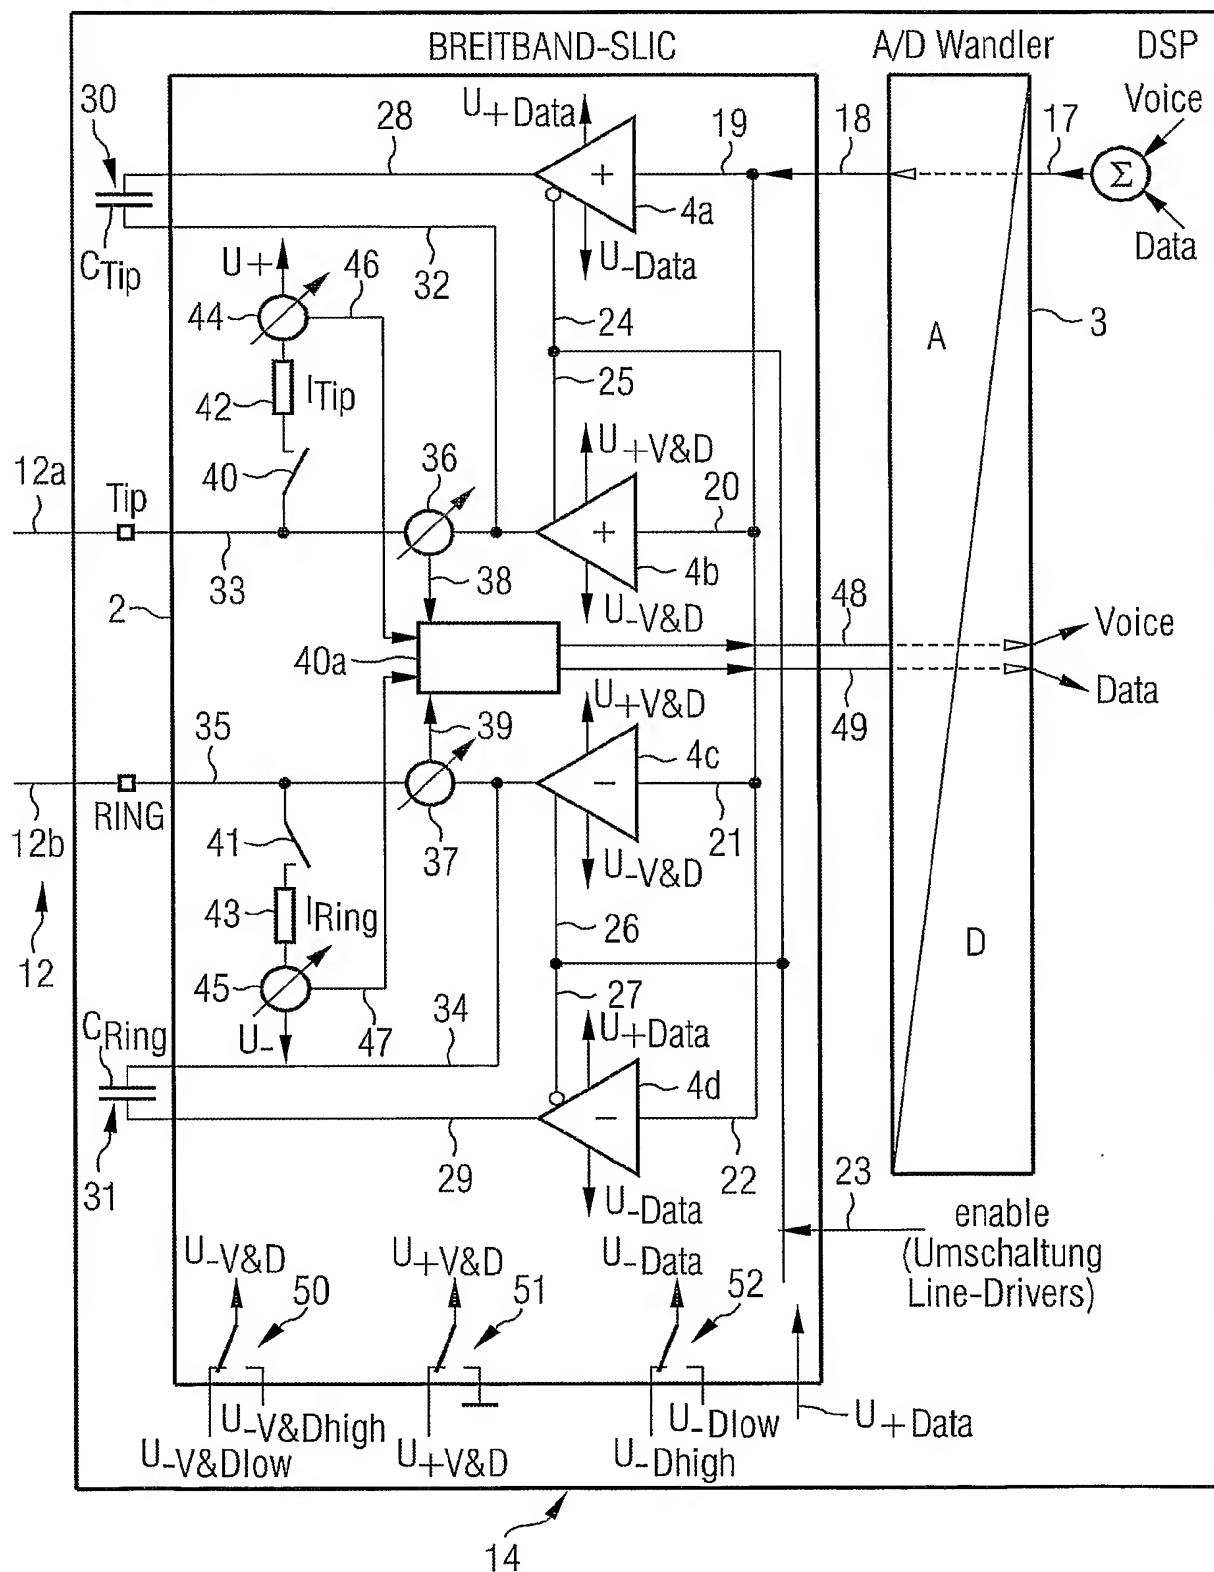 BREITBAND-SLIC
A/D Wandler
DSP
Voice
30
28
U+Data
19
18
17
+
4a
Σ
CTip
32
U-Data
Data
U+
46
44
24
3
A
42
ITip
25
40
36
U+V&D
12a
Tip
20
+
4b
33
38
2
U-V&D
48
Voice
40a
49
Data
35
39
U+V&D
4c
−
RING
12b
41
37
21
U-V&D
43
IRing
26
D
12
45
27
U-
47
34
U+Data
CRing
4d
−
31
29
22
23
U-Data
enable
(Umschaltung
Line-Drivers)
U-V&D
U+V&D
U-Data
50
51
52
U-V&Dhigh
U-Dlow
U+Data
U-V&Dlow
U+V&D
U-Dhigh
14